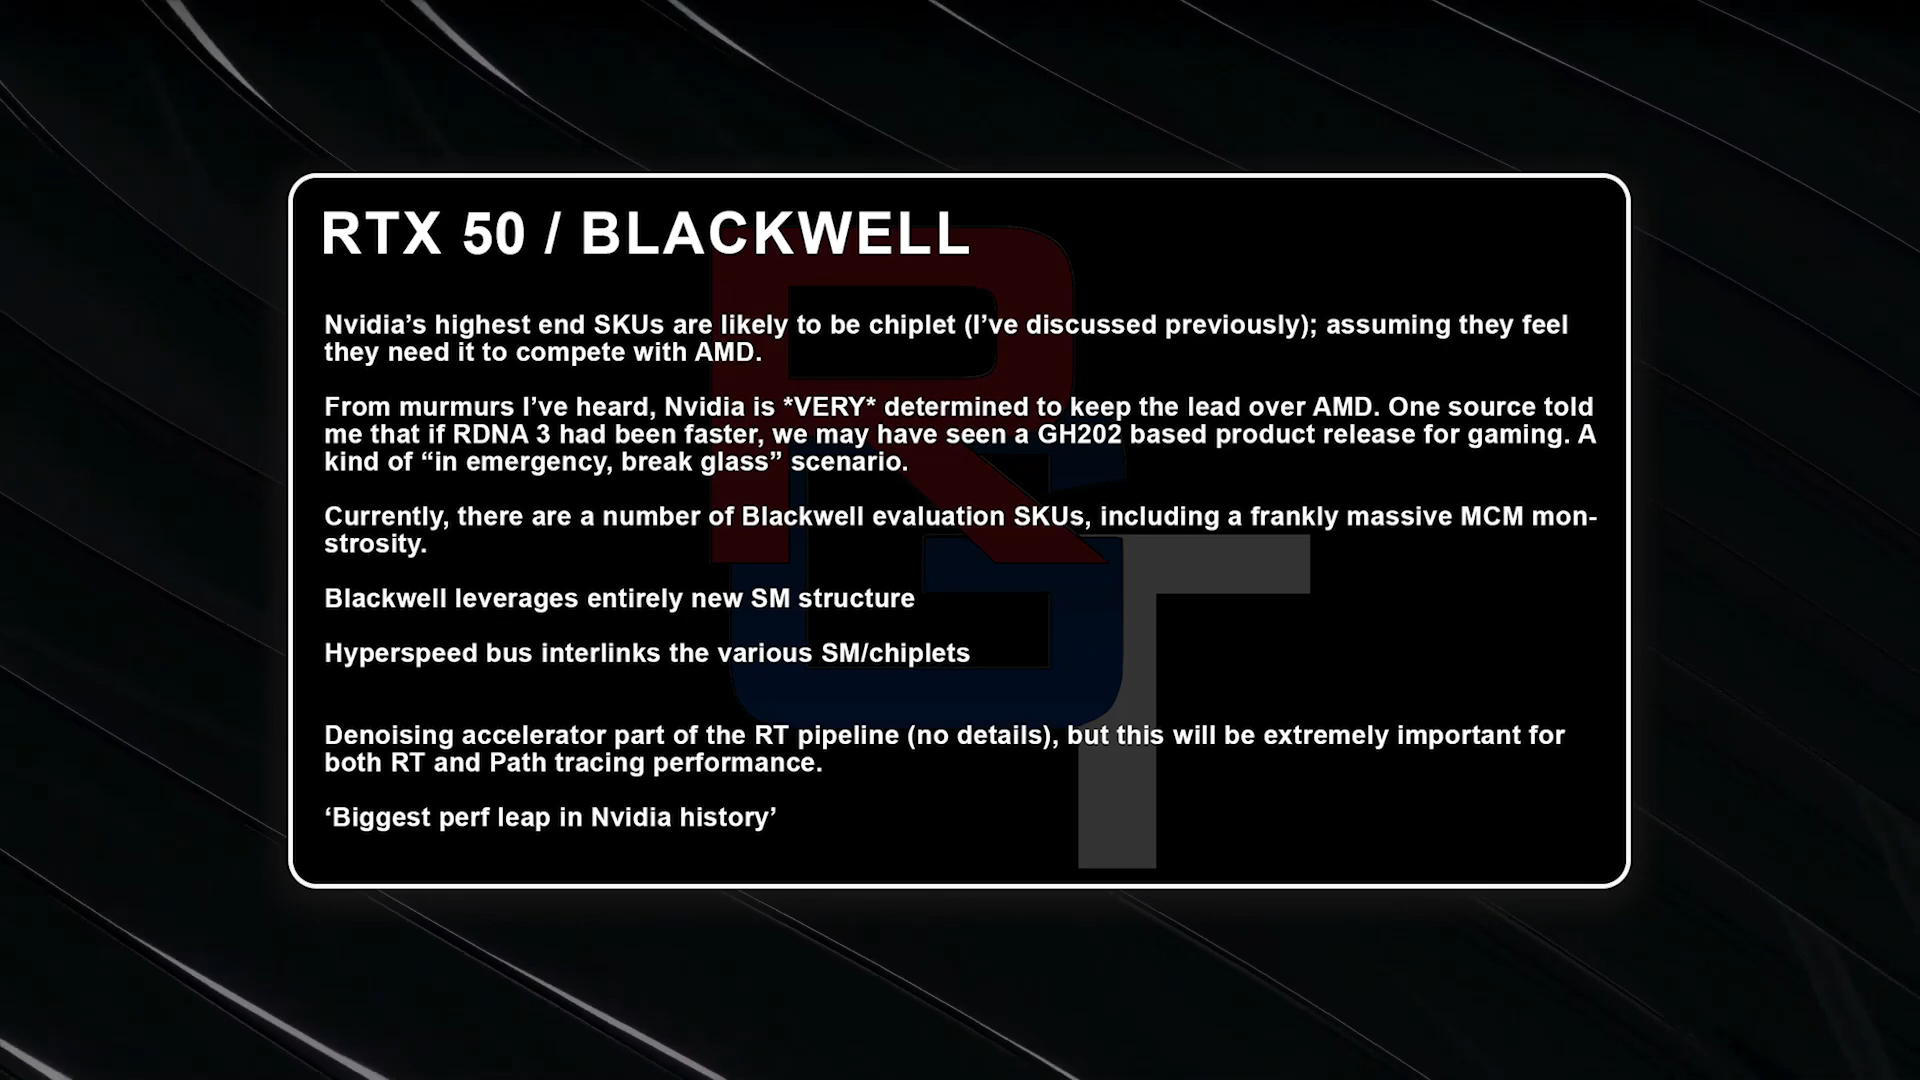 RTX 50 / BLACKWELL
Nvidia’s highest end SKUs are likely to be chiplet (I’ve discussed previously); assuming they feel
they need it to compete with AMD.
From murmurs I’ve heard, Nvidia is *VERY* determined to keep the lead over AMD. One source told
me that if RDNA 3 had been faster, we may have seen a GH202 based product release for gaming. A
kind of “in emergency, break glass” scenario.
Currently, there are a number of Blackwell evaluation SKUs, including a frankly massive MCM mon-
strosity.
Blackwell leverages entirely new SM structure
Hyperspeed bus interlinks the various SM/chiplets
Denoising accelerator part of the RT pipeline (no details), but this will be extremely important for
both RT and Path tracing performance.
‘Biggest perf leap in Nvidia history’
RGT